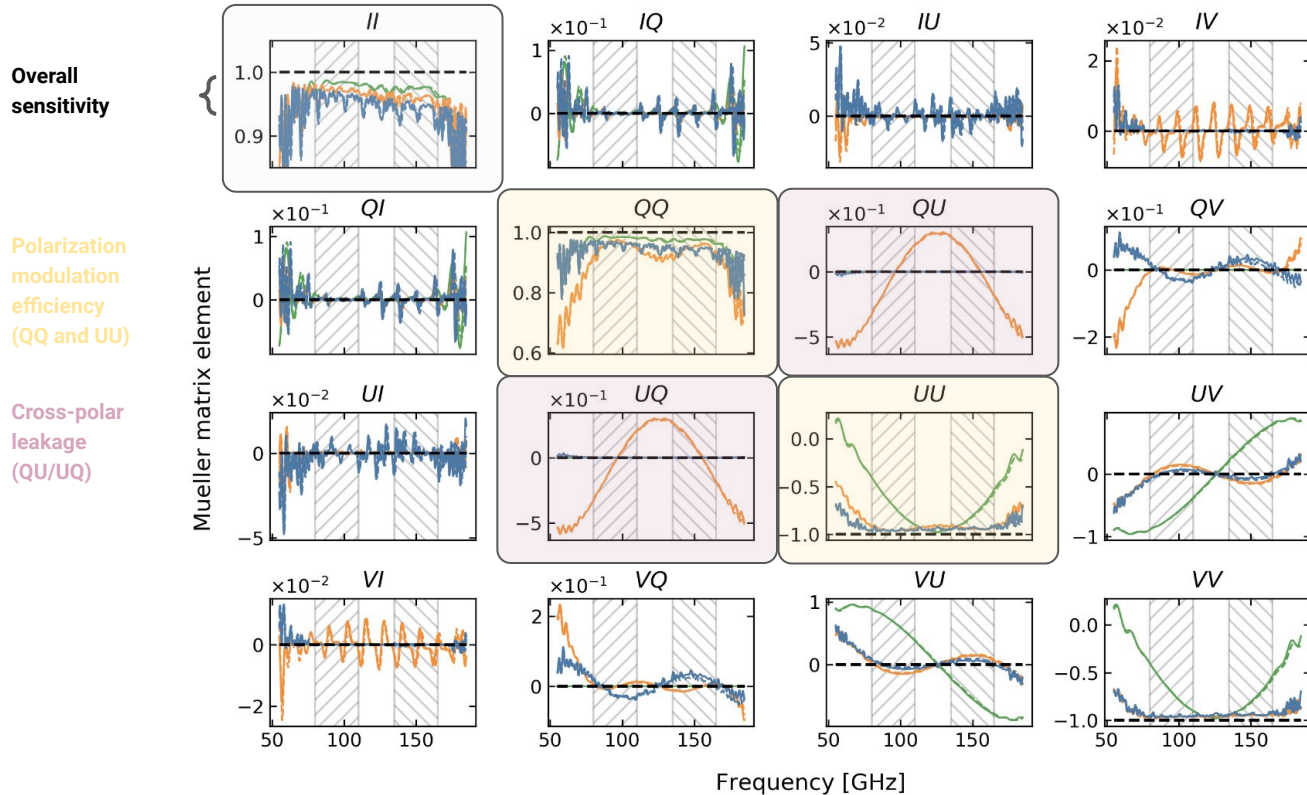 Overall
sensitivity
Polarization
modulation
efficiency
(QQ and UU)
Cross-polar
leakage
(QU/UQ)
Mueller matrix element
II
1.0
0.9
×10⁻¹
IQ
1
0
×10⁻²
IU
5
0
×10⁻²
IV
2
0
×10⁻¹
QI
1
0
QQ
1.0
0.8
0.6
×10⁻¹
QU
0
−5
×10⁻¹
QV
0
−2
×10⁻²
UI
0
−5
×10⁻¹
UQ
0
−5
UU
0.0
−0.5
−1.0
UV
1
0
−1
×10⁻²
VI
0
−2
50 100 150
×10⁻¹
VQ
2
0
50 100 150
VU
1
0
50 100 150
VV
0.0
−0.5
−1.0
50 100 150
Frequency [GHz]